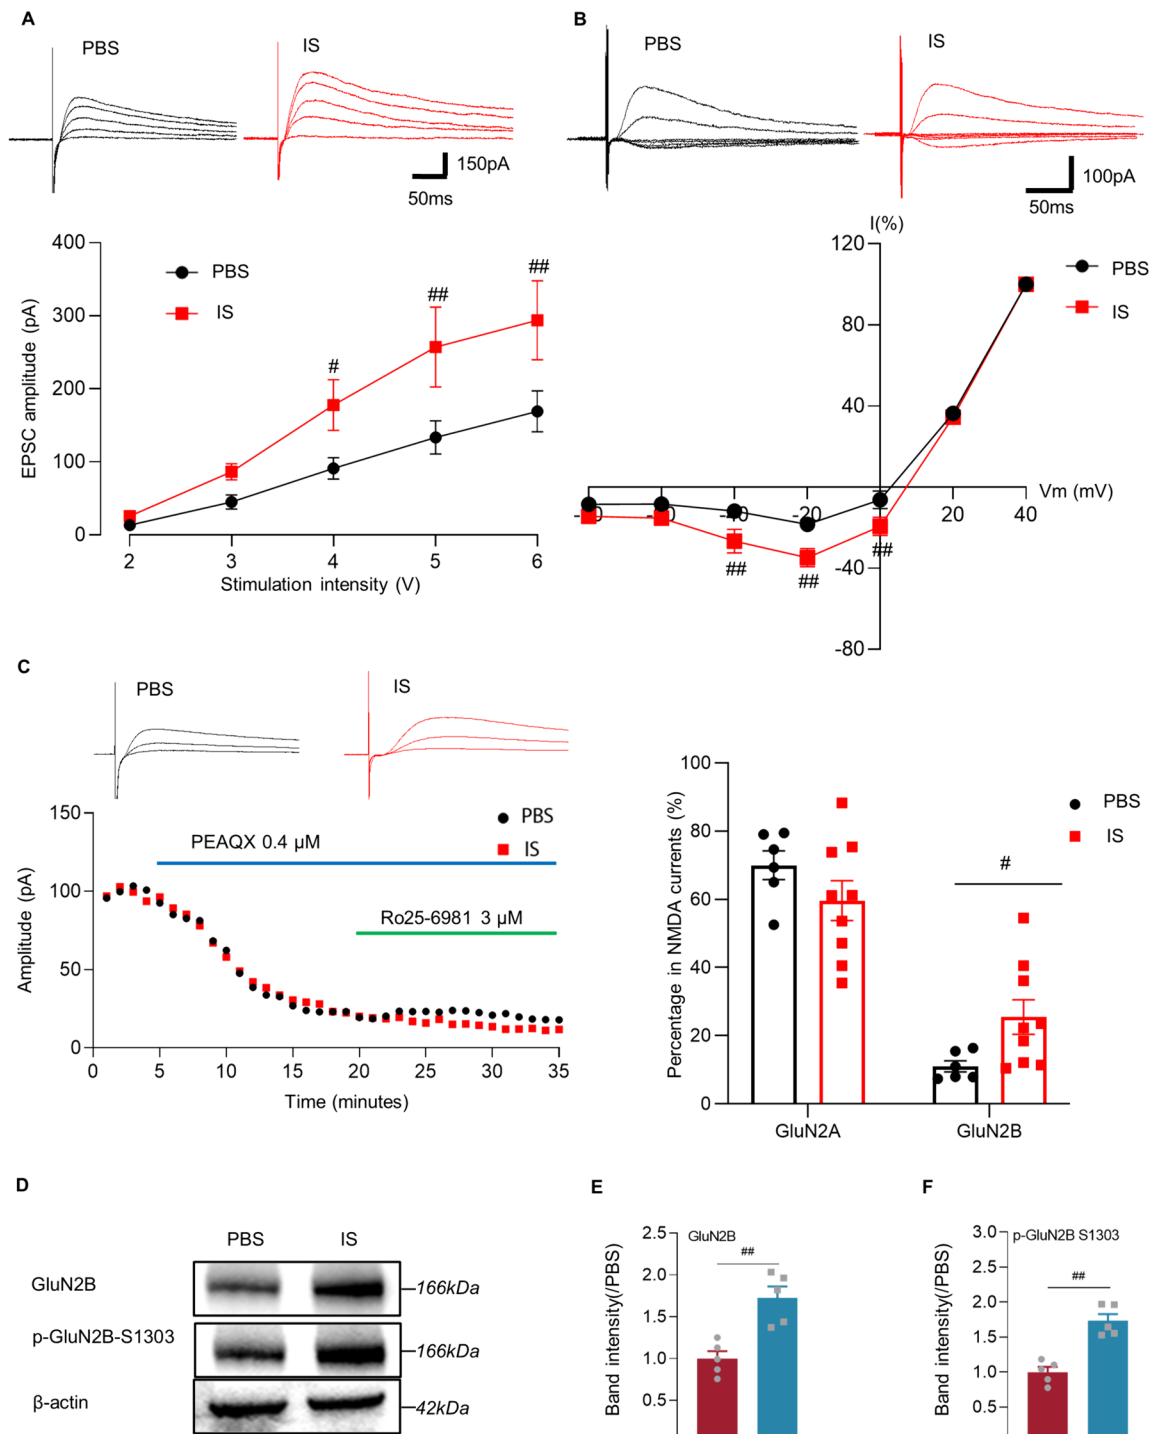 A
PBS
IS
150pA
50ms
EPSC amplitude (pA)
400
300
200
100
0
PBS
IS
#
##
##
2 3 4 5 6
Stimulation intensity (V)
B
PBS
IS
100pA
50ms
I(%)
120
80
40
-40
-80
PBS
IS
Vm (mV)
-20
20 40
##
##
##
C
PBS
IS
Amplitude (pA)
150
100
50
0
PBS
IS
PEAQX 0.4 μM
Ro25-6981 3 μM
0 5 10 15 20 25 30 35
Time (minutes)
Percentage in NMDA currents (%)
100
80
60
40
20
0
PBS
IS
#
GluN2A
GluN2B
D
PBS IS
GluN2B
166kDa
p-GluN2B-S1303
166kDa
β-actin
42kDa
E
Band intensity(/PBS)
GluN2B
##
2.5
2.0
1.5
1.0
0.5
F
Band intensity(/PBS)
p-GluN2B S1303
##
3.0
2.5
2.0
1.5
1.0
0.5